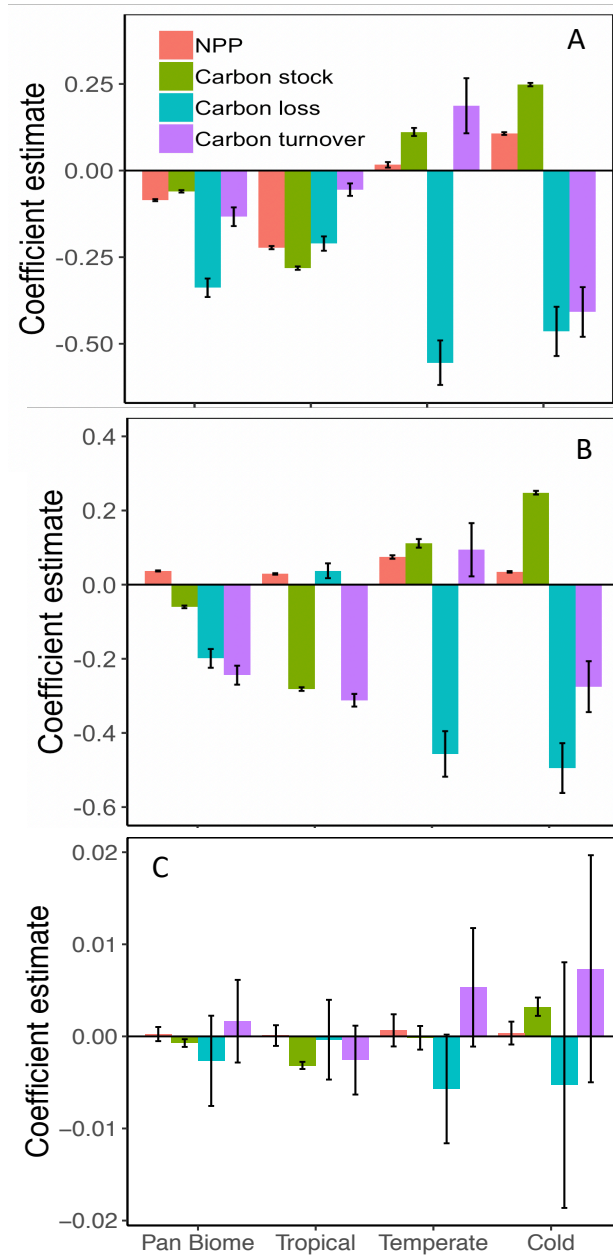 A
NPP
Carbon stock
Carbon loss
Carbon turnover
Coefficient estimate
0.25
0.00
-0.25
-0.50
B
Coefficient estimate
0.4
0.2
0.0
-0.2
-0.4
-0.6
C
Coefficient estimate
0.02
0.01
0.00
−0.01
−0.02
Pan Biome Tropical Temperate Cold